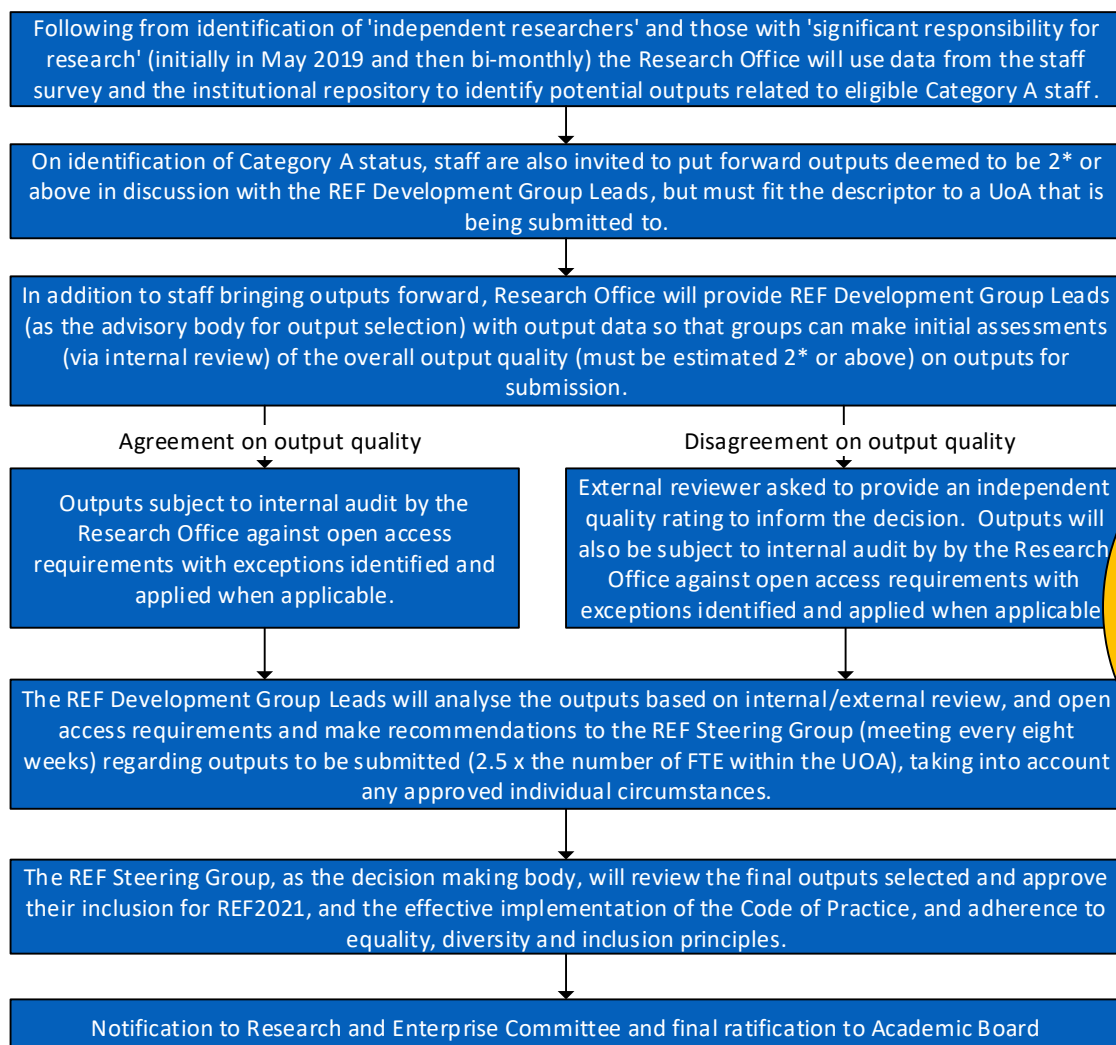 Following from identification of 'independent researchers' and those with 'significant responsibility for
research' (initially in May 2019 and then bi-monthly) the Research Office will use data from the staff
survey and the institutional repository to identify potential outputs related to eligible Category A staff.
On identification of Category A status, staff are also invited to put forward outputs deemed to be 2* or
above in discussion with the REF Development Group Leads, but must fit the descriptor to a UoA that is
being submitted to.
In addition to staff bringing outputs forward, Research Office will provide REF Development Group Leads
(as the advisory body for output selection) with output data so that groups can make initial assessments
(via internal review) of the overall output quality (must be estimated 2* or above) on outputs for
submission.
Agreement on output quality
Disagreement on output quality
Outputs subject to internal audit by the
Research Office against open access
requirements with exceptions identified and
applied when applicable.
External reviewer asked to provide an independent
quality rating to inform the decision. Outputs will
also be subject to internal audit by by the Research
Office against open access requirements with
exceptions identified and applied when applicable
The REF Development Group Leads will analyse the outputs based on internal/external review, and open
access requirements and make recommendations to the REF Steering Group (meeting every eight
weeks) regarding outputs to be submitted (2.5 x the number of FTE within the UOA), taking into account
any approved individual circumstances.
The REF Steering Group, as the decision making body, will review the final outputs selected and approve
their inclusion for REF2021, and the effective implementation of the Code of Practice, and adherence to
equality, diversity and inclusion principles.
Notification to Research and Enterprise Committee and final ratification to Academic Board